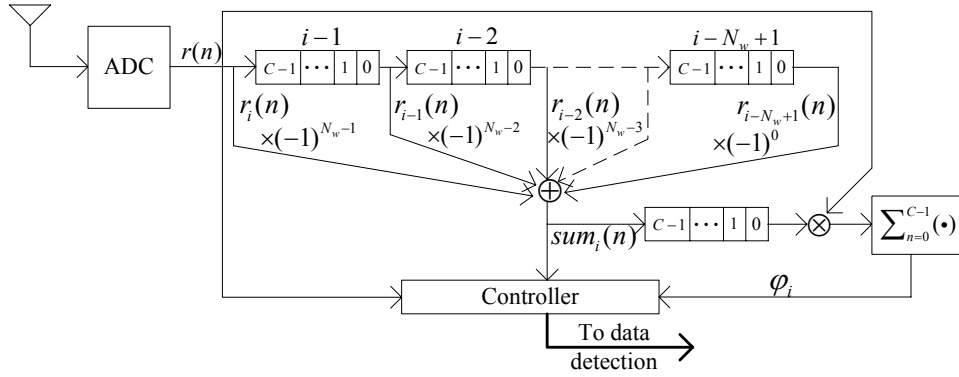 i−1 i−2 i−N_w+1
ADC r(n) C−1 ⋯ 1 0 C−1 ⋯ 1 0 C−1 ⋯ 1 0
r_i(n) r_{i−1}(n) r_{i−2}(n) r_{i−N_w+1}(n)
×(−1)^{N_w−1} ×(−1)^{N_w−2} ×(−1)^{N_w−3} ×(−1)^0
+
sum_i(n) C−1 ⋯ 1 0 × ∑_{n=0}^{C−1}(•)
Controller φ_i
To data
detection